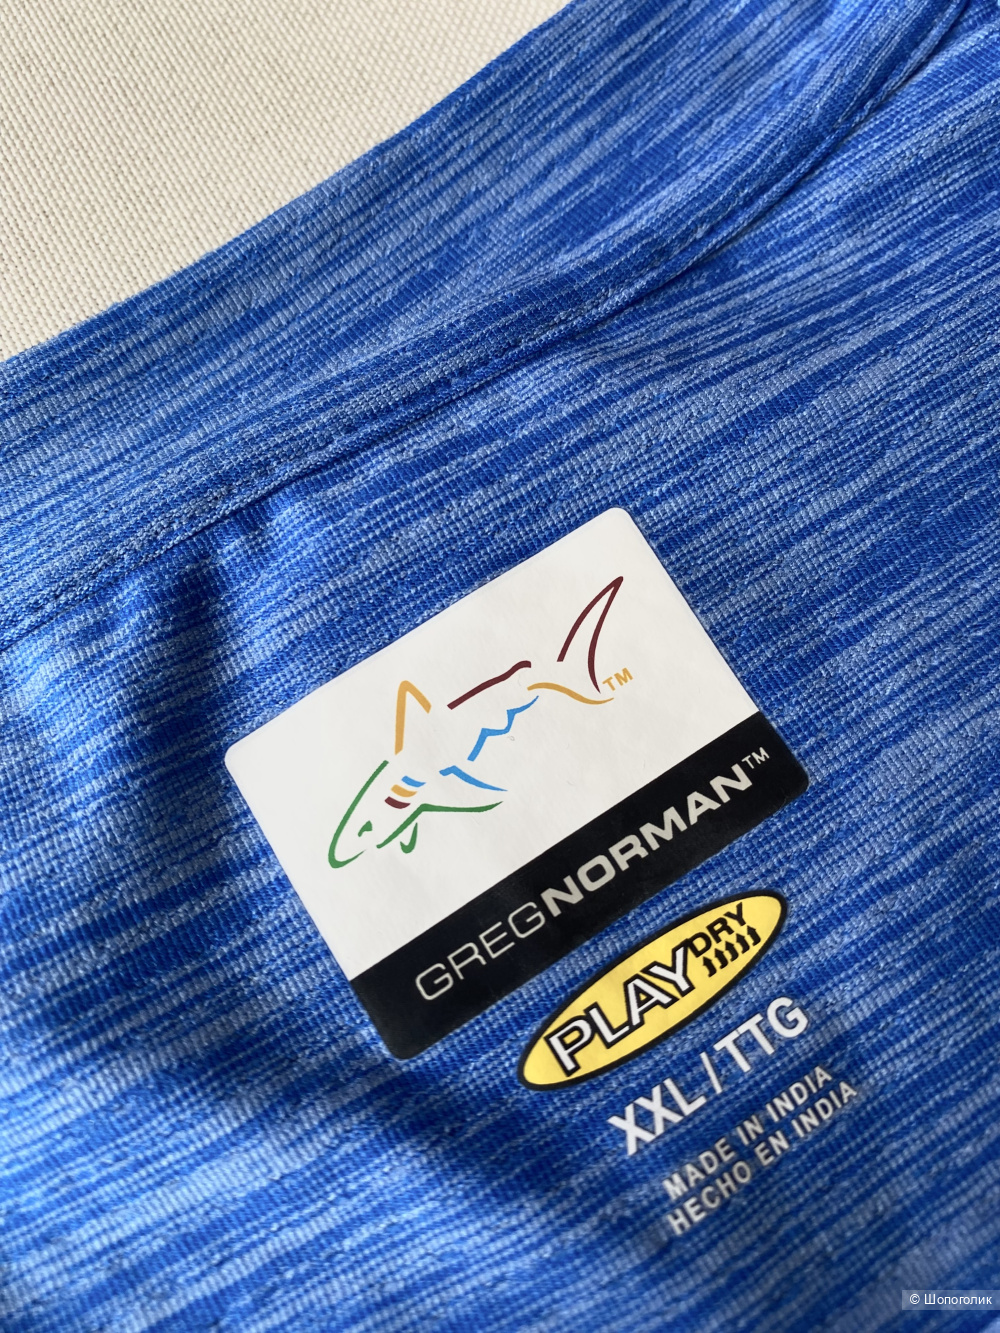 TM
GREGNORMAN™
PLAYDRY
XXL / TTG
MADE IN INDIA
HECHO EN INDIA
© Шопоголик